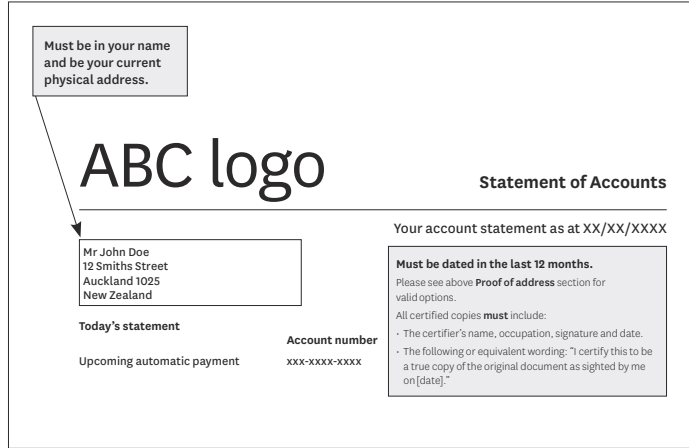 Must be in your name
and be your current
physical address.
ABC logo
Statement of Accounts
Your account statement as at XX/XX/XXXX
Mr John Doe
12 Smiths Street
Auckland 1025
New Zealand
Must be dated in the last 12 months.
Please see above Proof of address section for
valid options.
All certified copies must include:
· The certifier's name, occupation, signature and date.
· The following or equivalent wording: "I certify this to be
a true copy of the original document as sighted by me
on [date]."
Today's statement
Account number
Upcoming automatic payment xxx-xxxx-xxxx